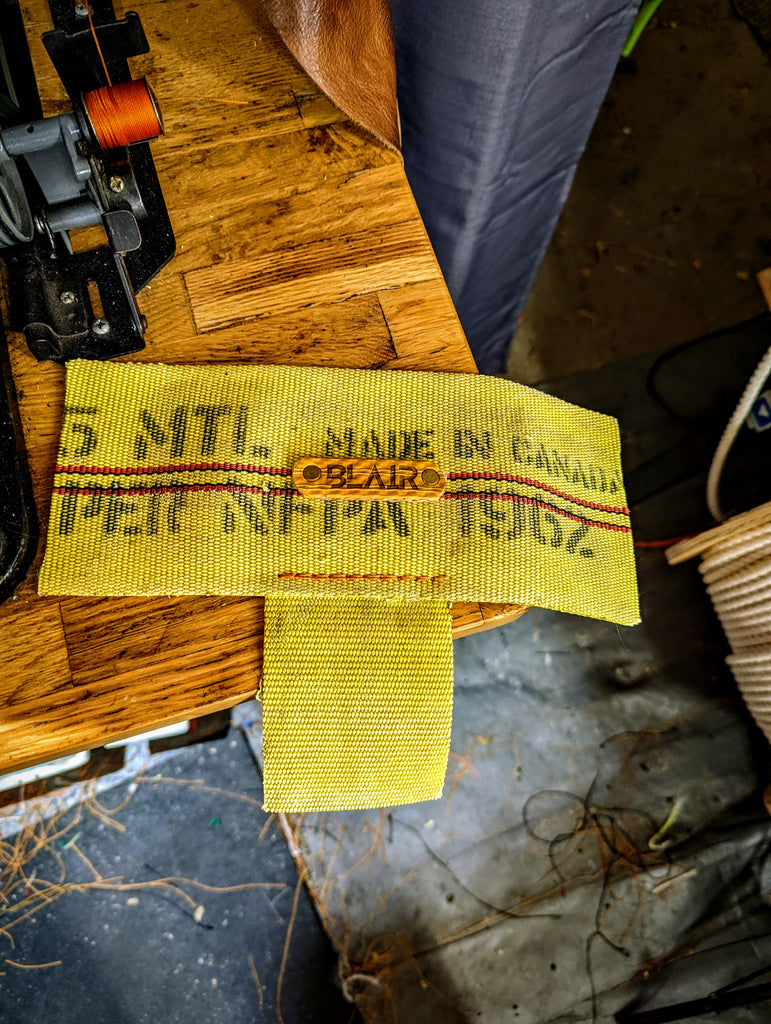 5 MTL MADE IN CANADA
BLAIR
PER NFPA 1962